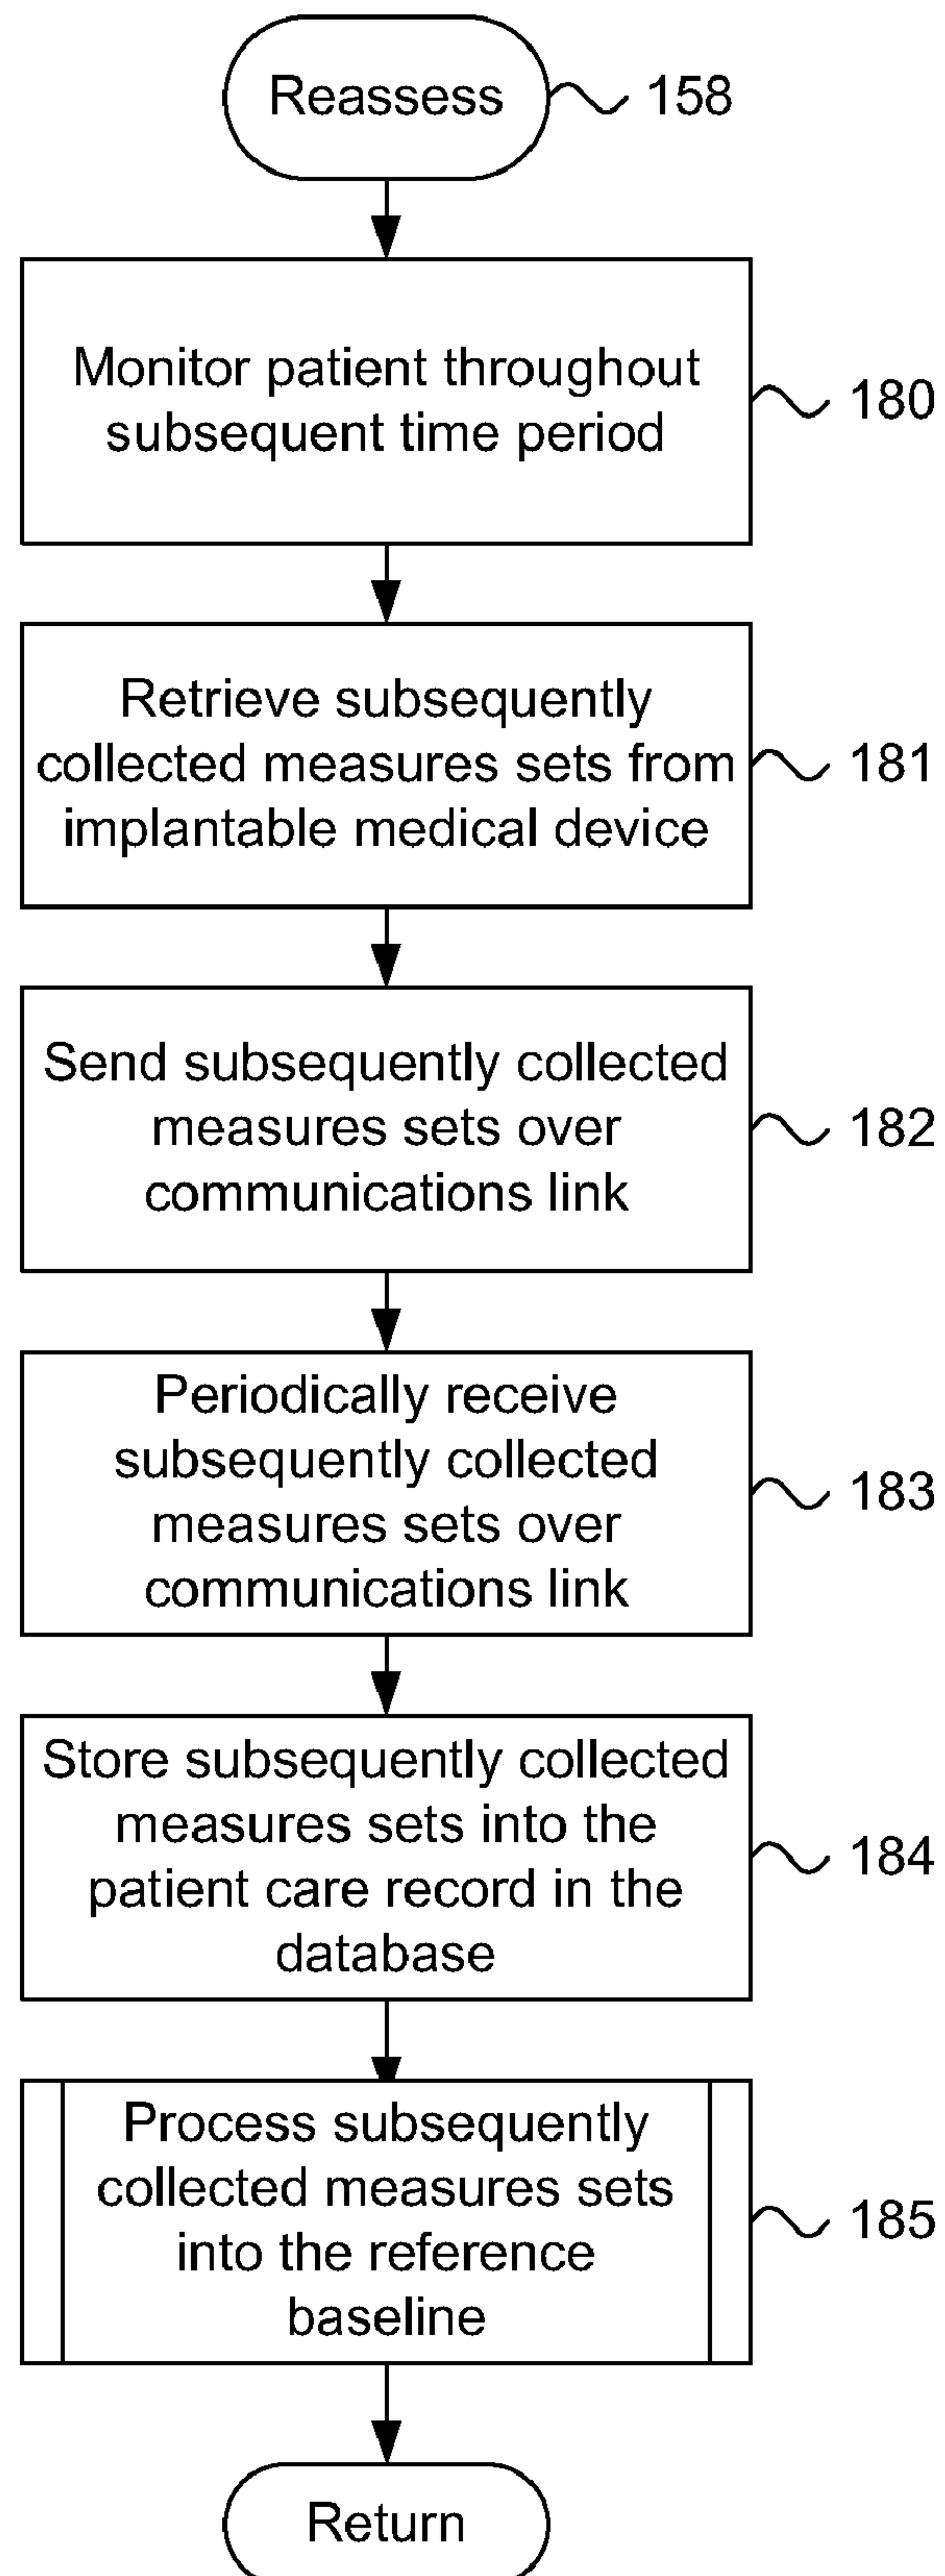 Reassess
158
Monitor patient throughout
subsequent time period
180
Retrieve subsequently
collected measures sets from
implantable medical device
181
Send subsequently collected
measures sets over
communications link
182
Periodically receive
subsequently collected
measures sets over
communications link
183
Store subsequently collected
measures sets into the
patient care record in the
database
184
Process subsequently
collected measures sets
into the reference
baseline
185
Return